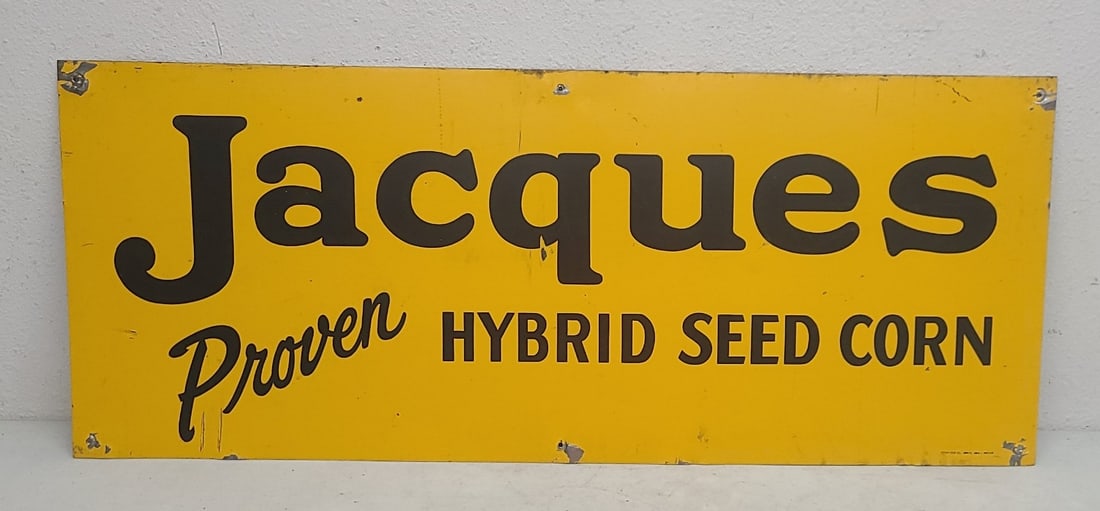 Jacques
Proven HYBRID SEED CORN